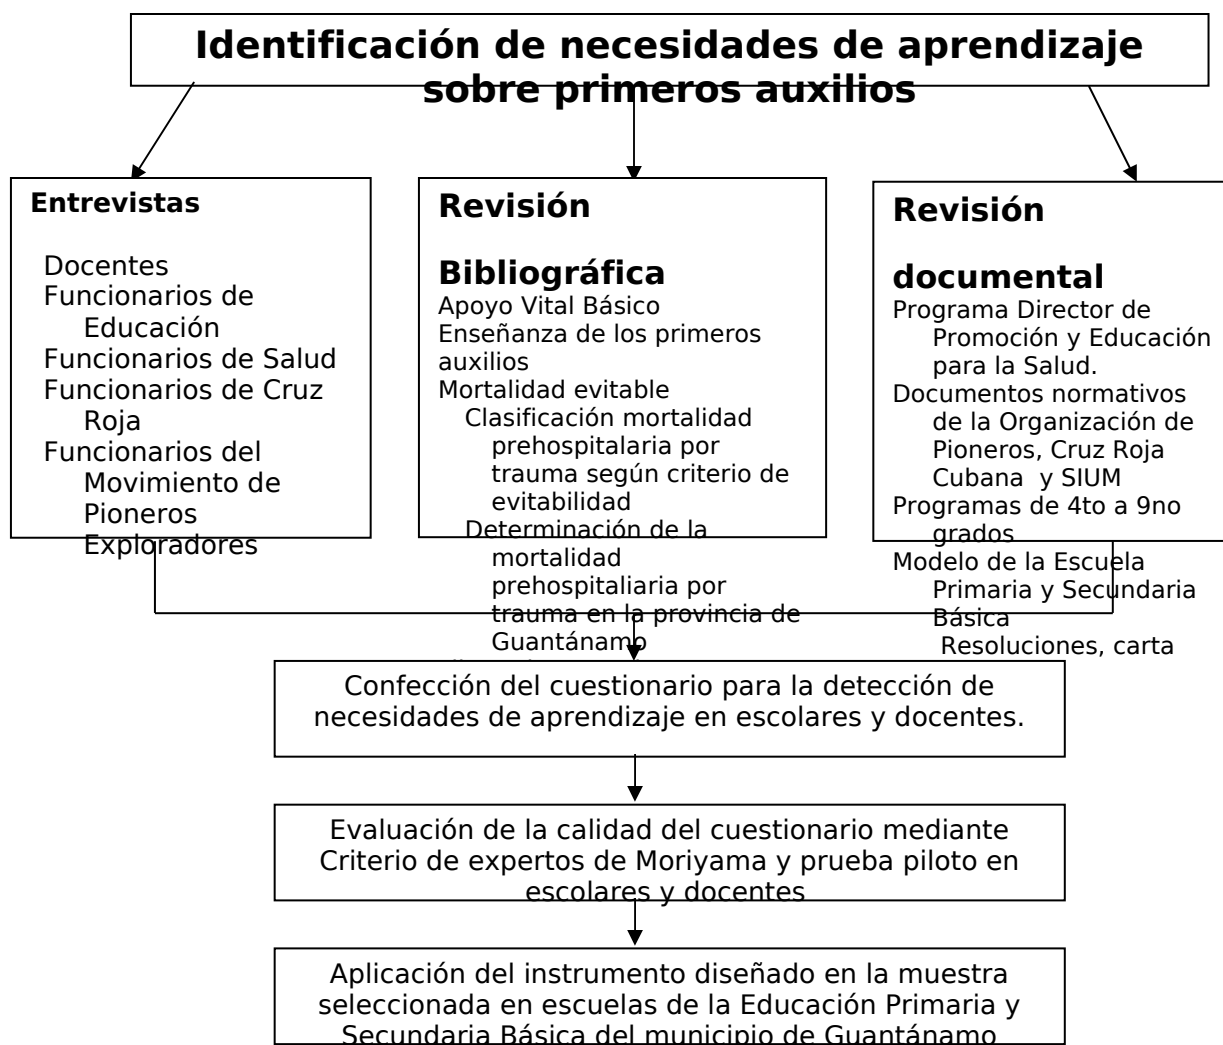 Identificación de necesidades de aprendizaje
sobre primeros auxilios
Entrevistas
Docentes
Funcionarios de
Educación
Funcionarios de Salud
Funcionarios de Cruz
Roja
Funcionarios del
Movimiento de
Pioneros
Exploradores
Revisión
Bibliográfica
Apoyo Vital Básico
Enseñanza de los primeros
auxilios
Mortalidad evitable
Clasificación mortalidad
prehospitalaria por
trauma según criterio de
evitabilidad
Determinación de la
mortalidad
prehospitaliaria por
trauma en la provincia de
Guantánamo
Revisión
documental
Programa Director de
Promoción y Educación
para la Salud.
Documentos normativos
de la Organización de
Pioneros, Cruz Roja
Cubana  y SIUM
Programas de 4to a 9no
grados
Modelo de la Escuela
Primaria y Secundaria
Básica
Resoluciones, carta
Confección del cuestionario para la detección de
necesidades de aprendizaje en escolares y docentes.
Evaluación de la calidad del cuestionario mediante
Criterio de expertos de Moriyama y prueba piloto en
escolares y docentes
Aplicación del instrumento diseñado en la muestra
seleccionada en escuelas de la Educación Primaria y
Secundaria Básica del municipio de Guantánamo